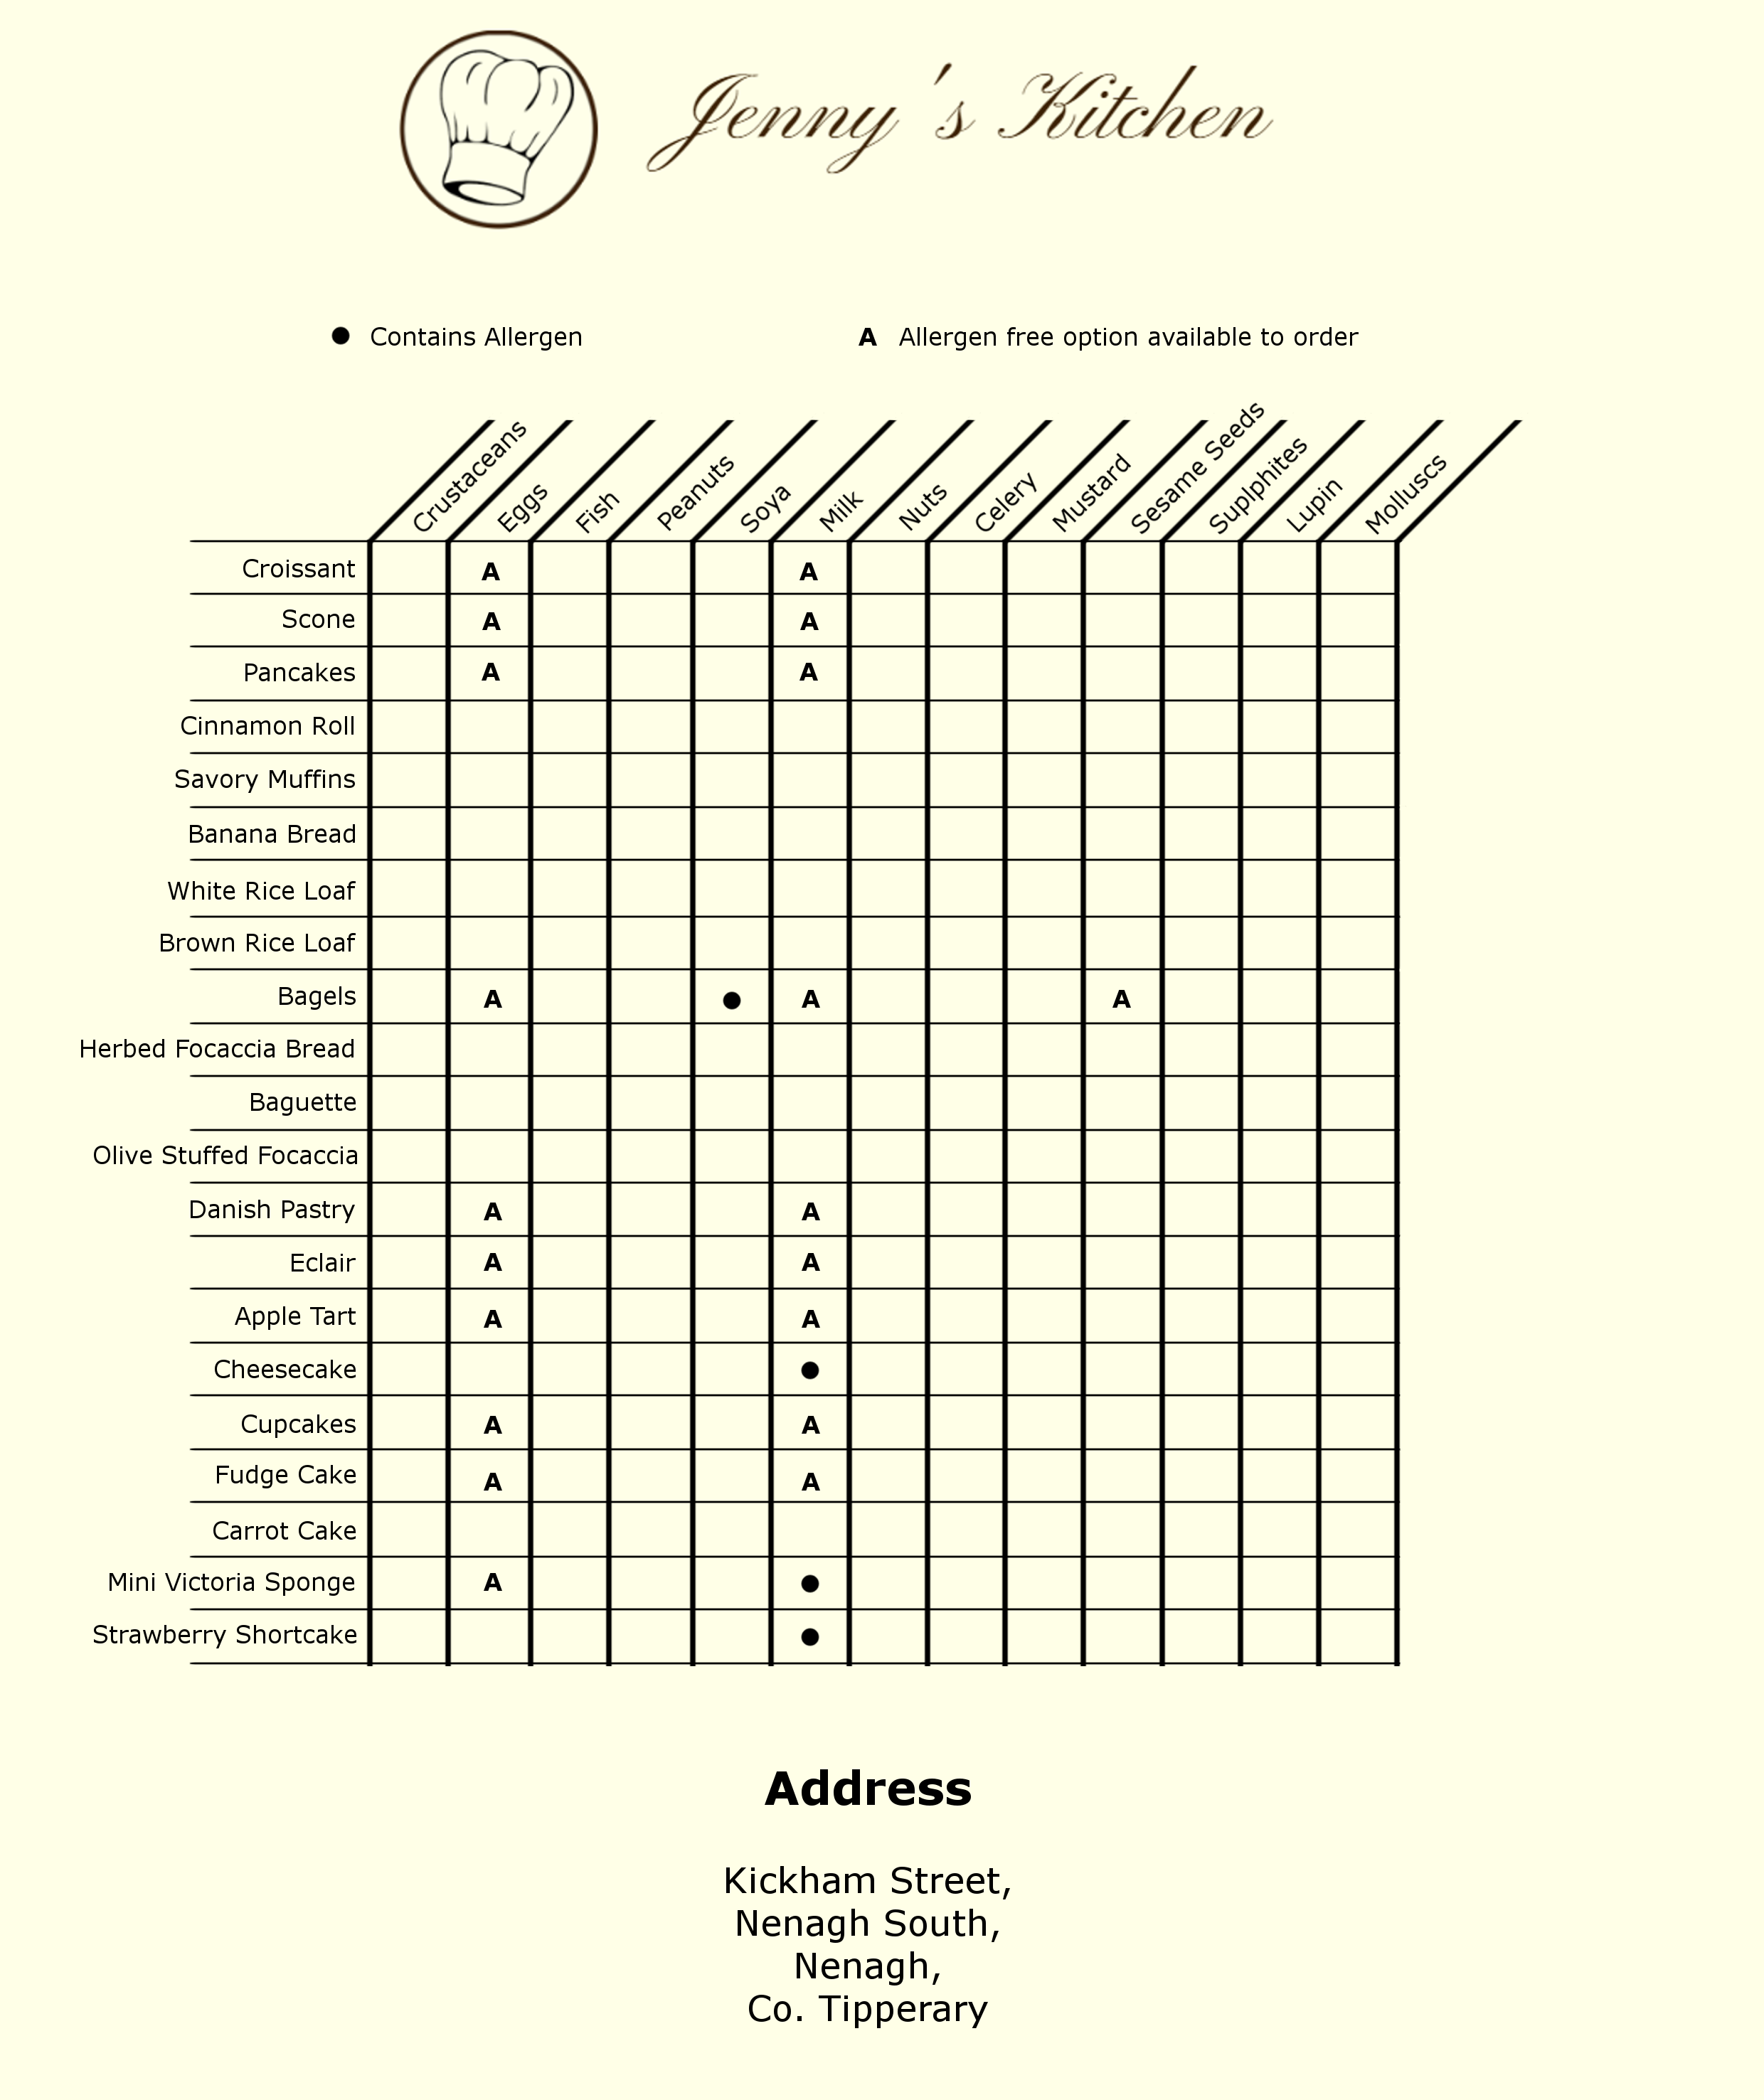 Jenny's Kitchen
● Contains Allergen A Allergen free option available to order
Crustaceans Eggs Fish Peanuts Soya Milk Nuts Celery Mustard Sesame Seeds Suplphites Lupin Molluscs
Croissant A A
Scone A A
Pancakes A A
Cinnamon Roll
Savory Muffins
Banana Bread
White Rice Loaf
Brown Rice Loaf
Bagels A ● A A
Herbed Focaccia Bread
Baguette
Olive Stuffed Focaccia
Danish Pastry A A
Eclair A A
Apple Tart A A
Cheesecake ●
Cupcakes A A
Fudge Cake A A
Carrot Cake
Mini Victoria Sponge A ●
Strawberry Shortcake ●
Address
Kickham Street,
Nenagh South,
Nenagh,
Co. Tipperary